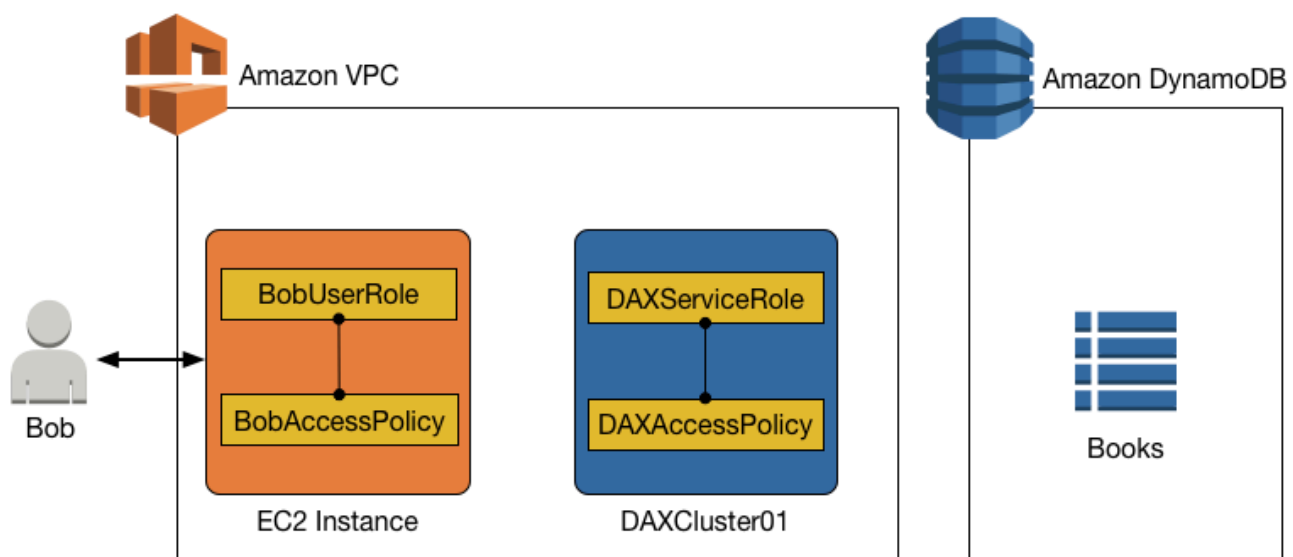 Amazon VPC
Amazon DynamoDB
BobUserRole
DAXServiceRole
BobAccessPolicy
DAXAccessPolicy
Bob
Books
EC2 Instance
DAXCluster01